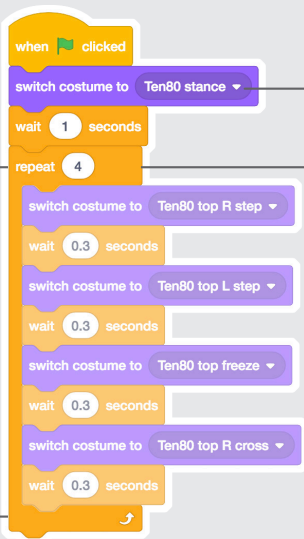 when clicked
switch costume to Ten80 stance
wait 1 seconds
repeat 4
switch costume to Ten80 top R step
wait 0.3 seconds
switch costume to Ten80 top L step
wait 0.3 seconds
switch costume to Ten80 top freeze
wait 0.3 seconds
switch costume to Ten80 top R cross
wait 0.3 seconds